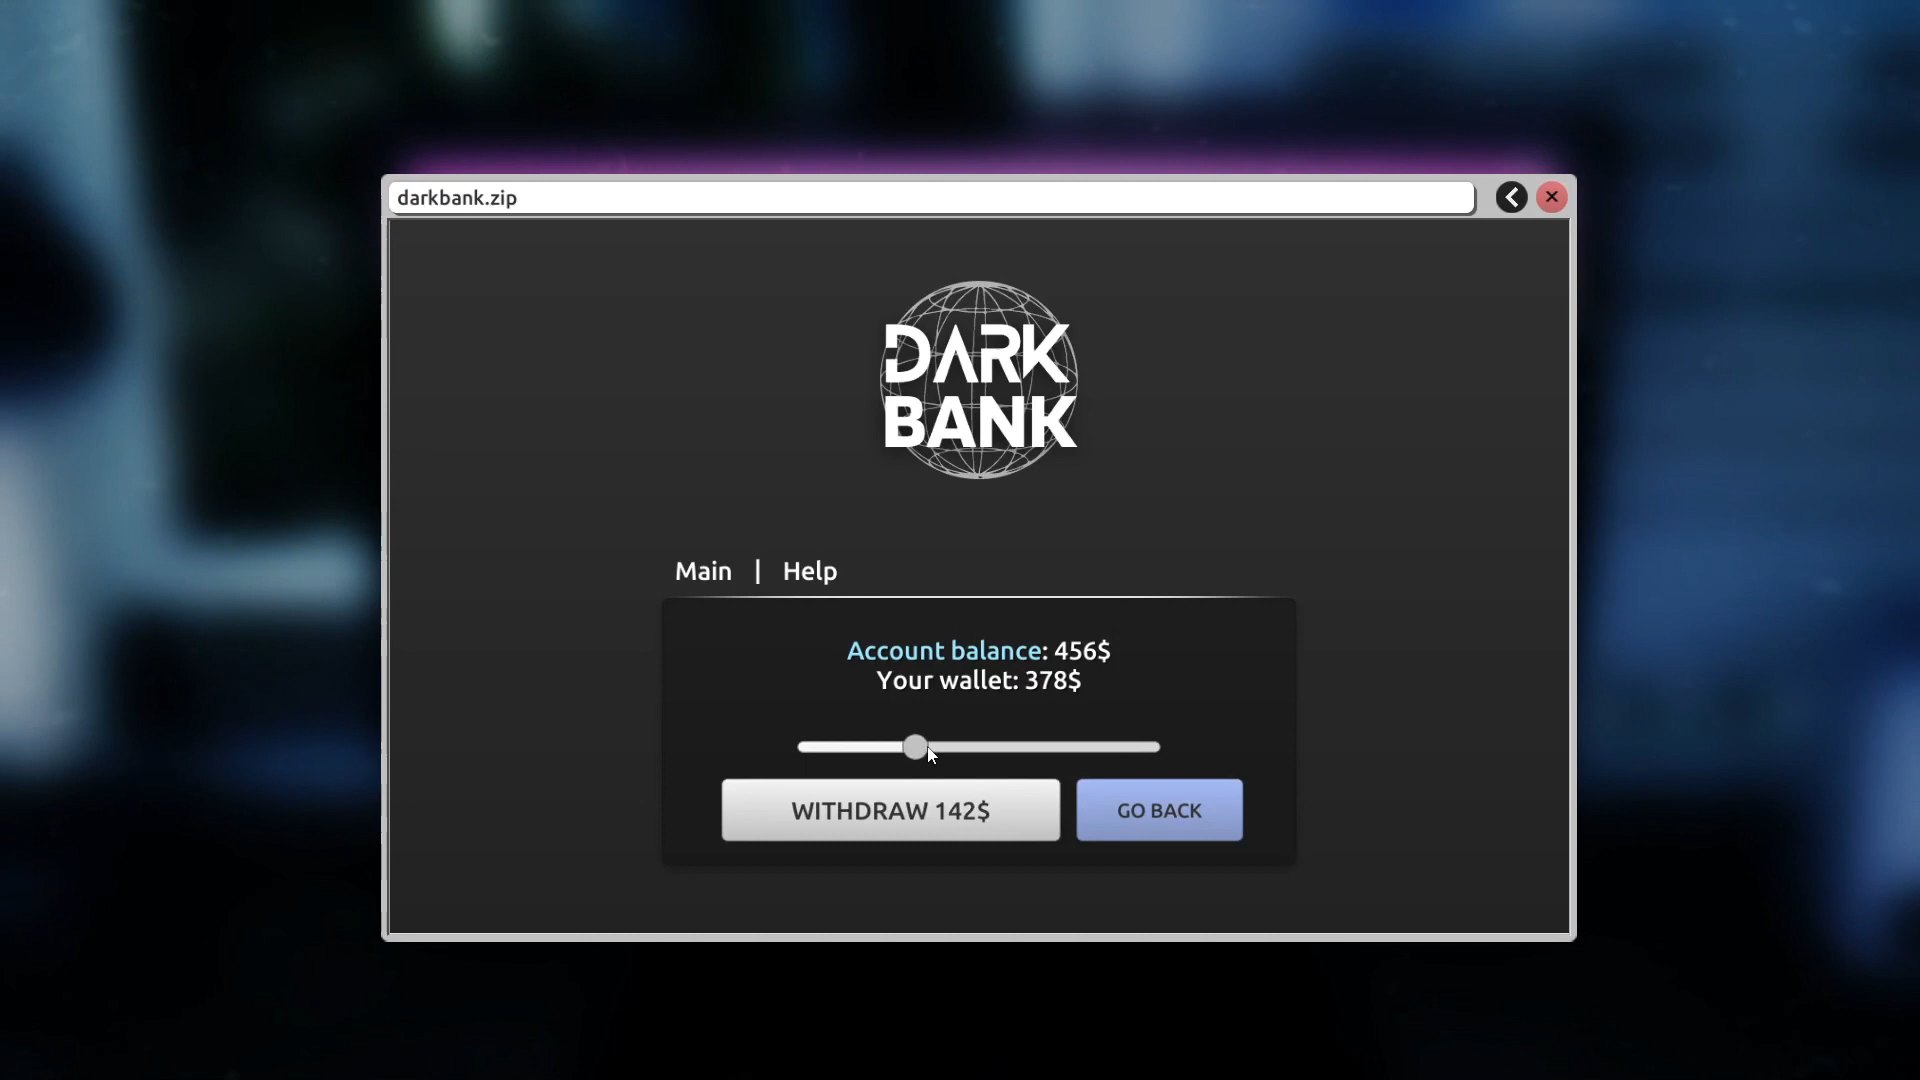 darkbank.zip
DARK
BANK
Main | Help
Account balance: 456$
Your wallet: 378$
WITHDRAW 142$
GO BACK